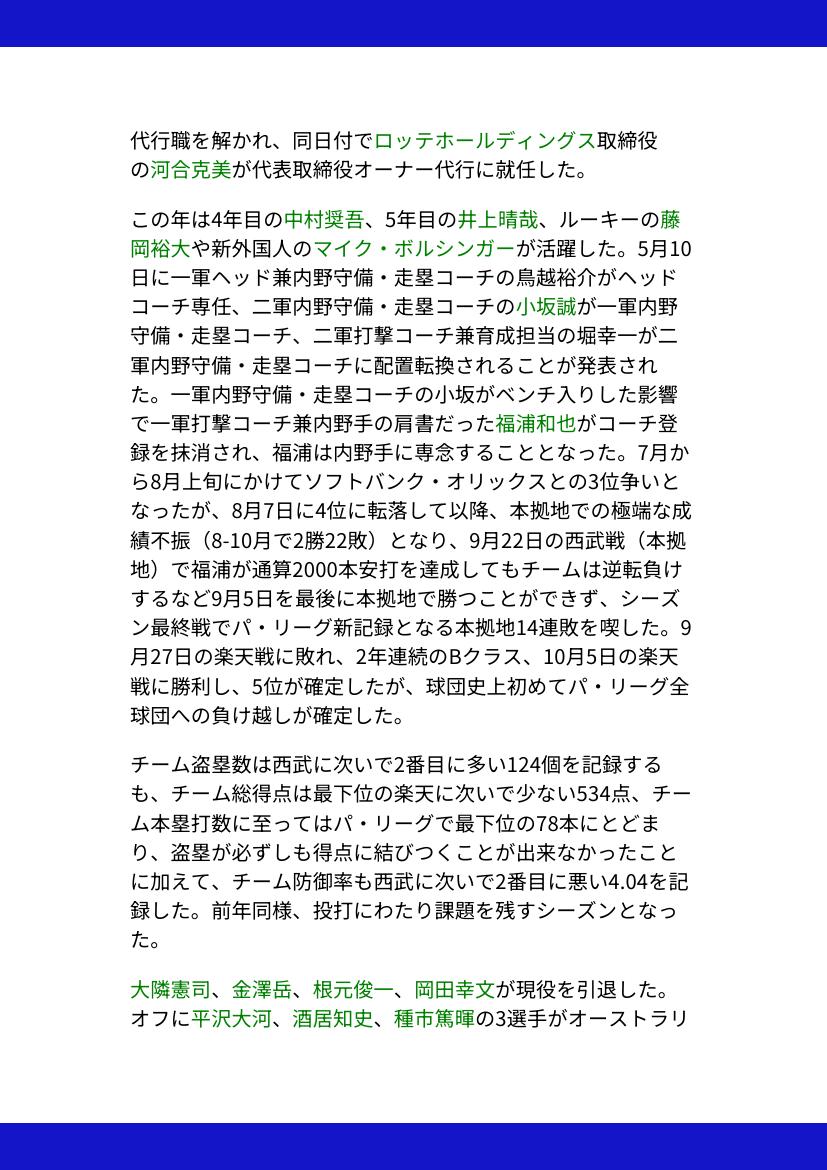 代行職を解かれ、同日付でロッテホールディングス取締役
の河合克美が代表取締役オーナー代行に就任した。
この年は4年目の中村奨吾、5年目の井上晴哉、ルーキーの藤
岡裕大や新外国人のマイク・ボルシンガーが活躍した。5月10
日に一軍ヘッド兼内野守備・走塁コーチの鳥越裕介がヘッド
コーチ専任、二軍内野守備・走塁コーチの小坂誠が一軍内野
守備・走塁コーチ、二軍打撃コーチ兼育成担当の堀幸一が二
軍内野守備・走塁コーチに配置転換されることが発表され
た。一軍内野守備・走塁コーチの小坂がベンチ入りした影響
で一軍打撃コーチ兼内野手の肩書だった福浦和也がコーチ登
録を抹消され、福浦は内野手に専念することとなった。7月か
ら8月上旬にかけてソフトバンク・オリックスとの3位争いと
なったが、8月7日に4位に転落して以降、本拠地での極端な成
績不振（8-10月で2勝22敗）となり、9月22日の西武戦（本拠
地）で福浦が通算2000本安打を達成してもチームは逆転負け
するなど9月5日を最後に本拠地で勝つことができず、シーズ
ン最終戦でパ・リーグ新記録となる本拠地14連敗を喫した。9
月27日の楽天戦に敗れ、2年連続のBクラス、10月5日の楽天
戦に勝利し、5位が確定したが、球団史上初めてパ・リーグ全
球団への負け越しが確定した。
チーム盗塁数は西武に次いで2番目に多い124個を記録する
も、チーム総得点は最下位の楽天に次いで少ない534点、チー
ム本塁打数に至ってはパ・リーグで最下位の78本にとどま
り、盗塁が必ずしも得点に結びつくことが出来なかったこと
に加えて、チーム防御率も西武に次いで2番目に悪い4.04を記
録した。前年同様、投打にわたり課題を残すシーズンとなっ
た。
大隣憲司、金澤岳、根元俊一、岡田幸文が現役を引退した。
オフに平沢大河、酒居知史、種市篤暉の3選手がオーストラリ